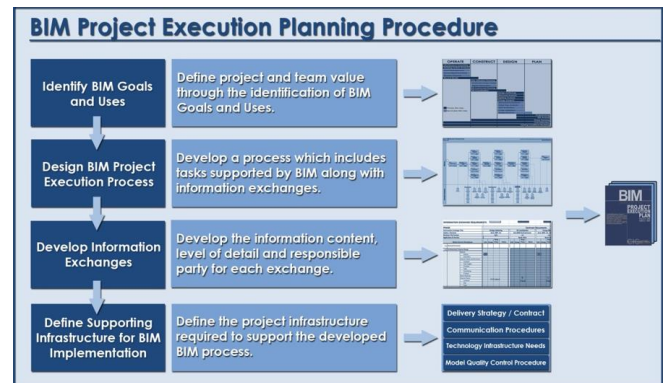 BIM Project Execution Planning Procedure
Identify BIM Goals
and Uses
Define project and team value
through the identification of BIM
Goals and Uses.
OPERATE CONSTRUCT DESIGN PLAN
Design BIM Project
Execution Process
Develop a process which includes
tasks supported by BIM along with
information exchanges.
Develop Information
Exchanges
Develop the information content,
level of detail and responsible
party for each exchange.
BIM
PROJECT
EXECUTION
PLAN
Define Supporting
Infrastructure for BIM
Implementation
Define the project infrastructure
required to support the developed
BIM process.
Delivery Strategy / Contract
Communication Procedures
Technology Infrastructure Needs
Model Quality Control Procedure